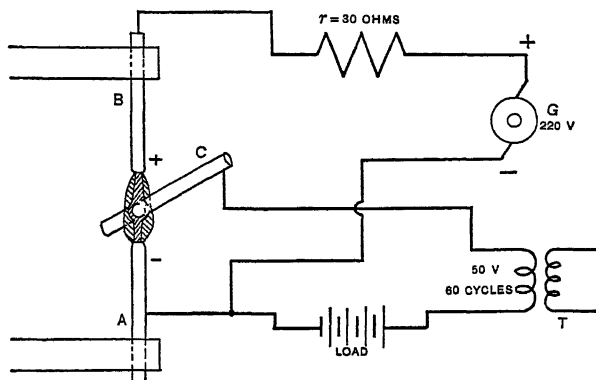 r = 30 OHMS
+
B
G
220 V
C
+
−
−
50 V
60 CYCLES
A
T
LOAD